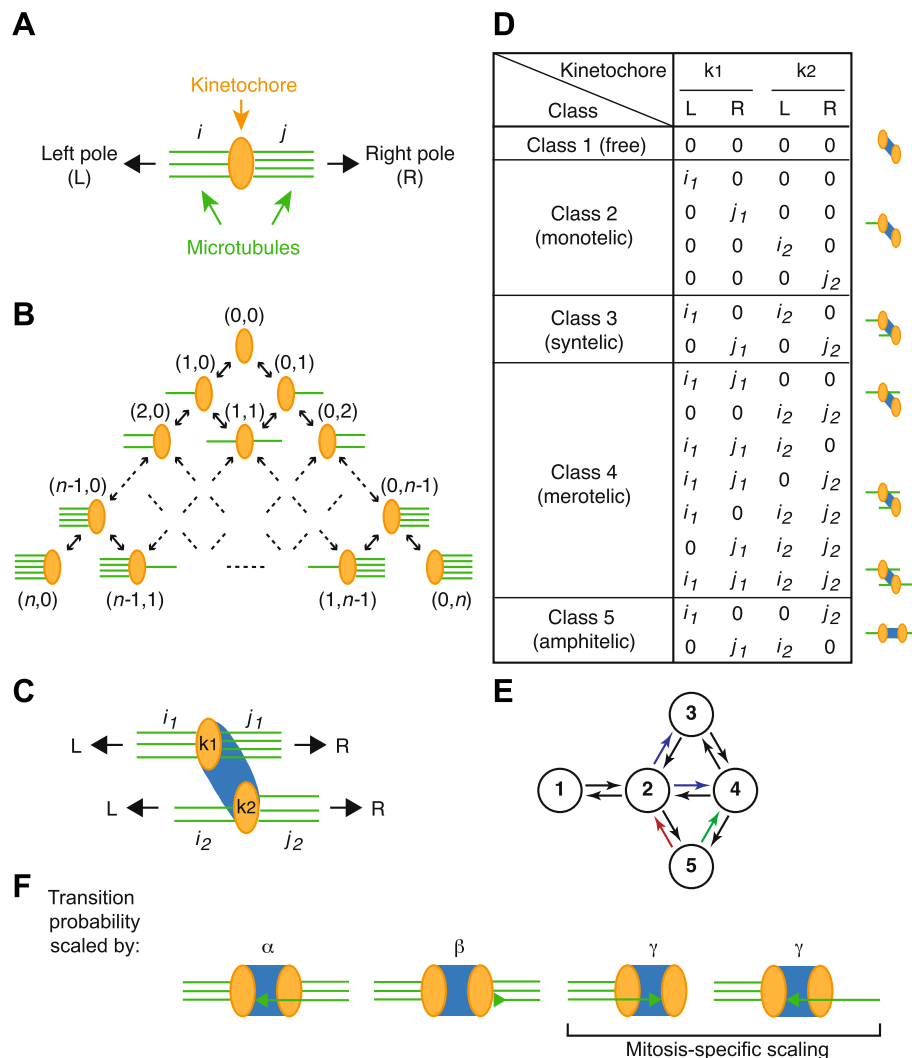 A
Kinetochore
i
j
Left pole
(L)
Right pole
(R)
Microtubules
B
(0,0)
(1,0) (0,1)
(2,0) (1,1) (0,2)
(n-1,0) (0,n-1)
(n,0) (n-1,1) (1,n-1) (0,n)
C
i1 j1
L k1 R
L k2 R
i2 j2
D
Kinetochore k1 k2
Class L R L R
Class 1 (free) 0 0 0 0
Class 2
(monotelic)
i1 0 0 0
0 j1 0 0
0 0 i2 0
0 0 0 j2
Class 3
(syntelic)
i1 0 i2 0
0 j1 0 j2
Class 4
(merotelic)
i1 j1 0 0
0 0 i2 j2
i1 j1 i2 0
i1 j1 0 j2
i1 0 i2 j2
0 j1 i2 j2
i1 j1 i2 j2
Class 5
(amphitelic)
i1 0 0 j2
0 j1 i2 0
E
3
1 2 4
5
F
Transition
probability
scaled by:
α β γ γ
Mitosis-specific scaling